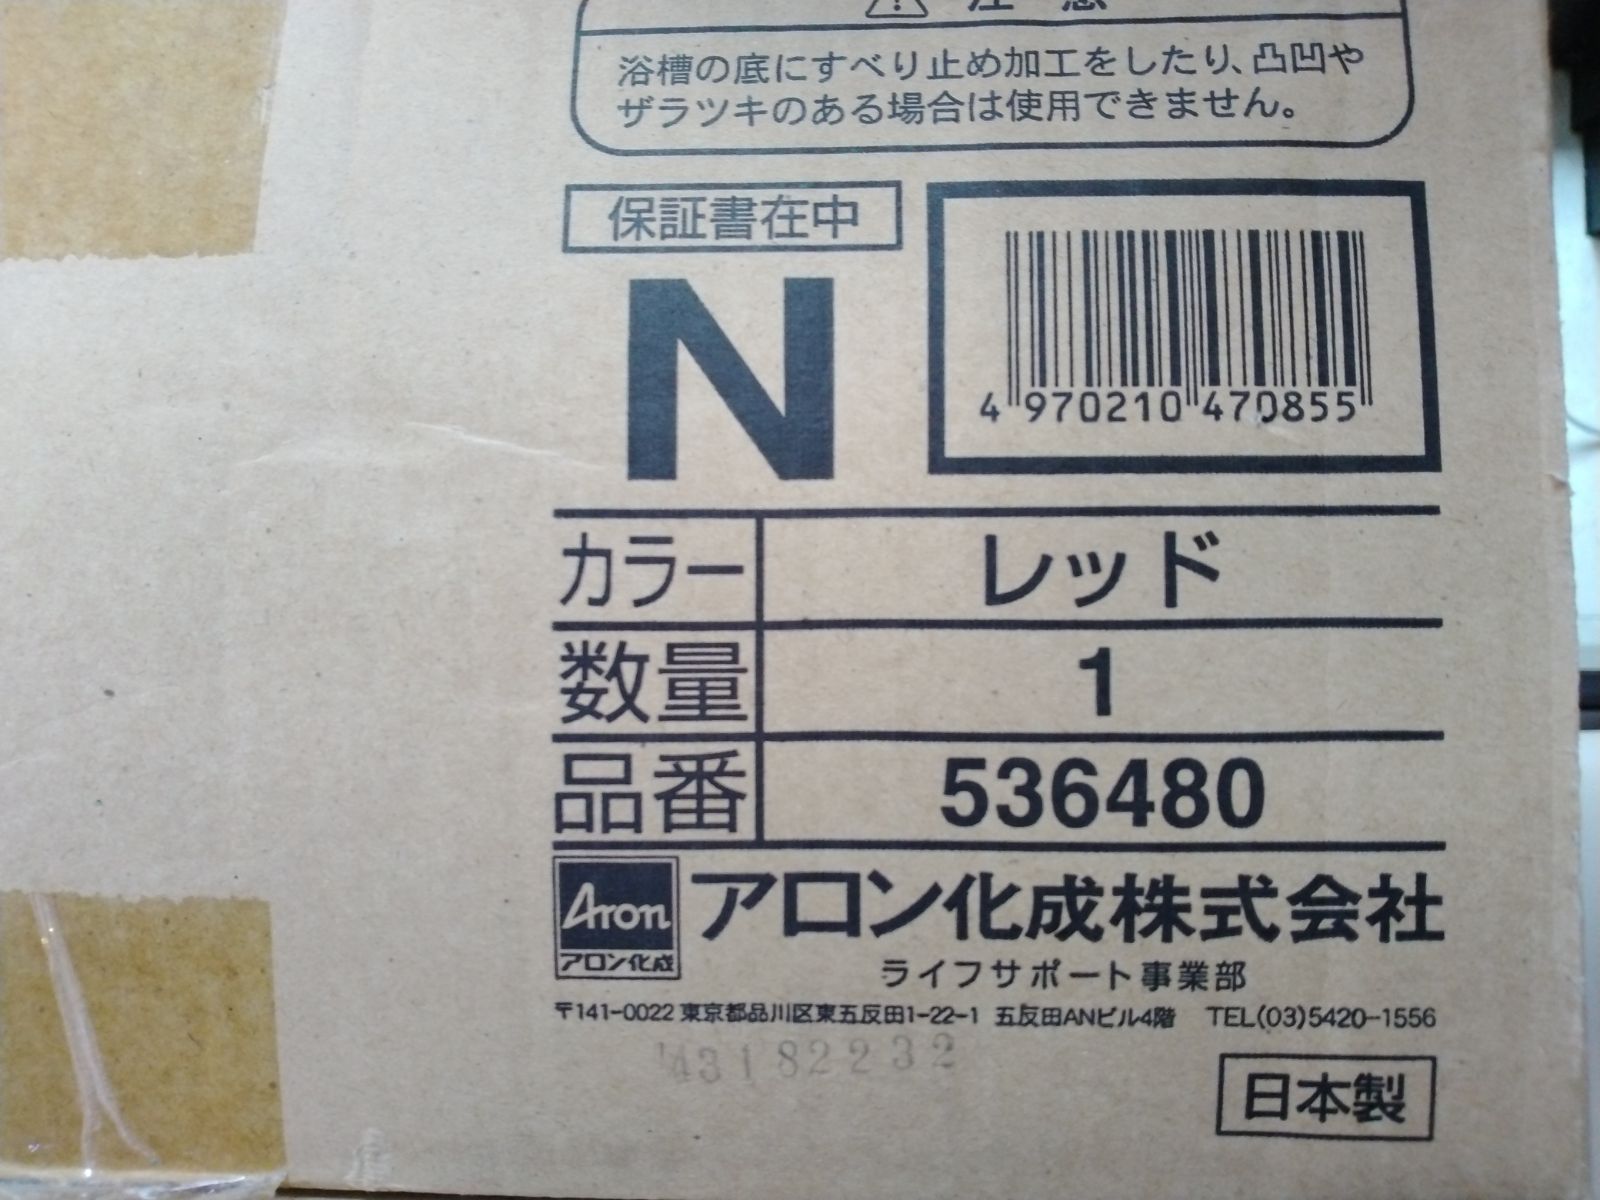 注 意
浴槽の底にすべり止め加工をしたり、凸凹や
ザラツキのある場合は使用できません。
保証書在中
N
4 970210 470855
カラー レッド
数量 1
品番 536480
Aron
アロン化成
アロン化成株式会社
ライフサポート事業部
〒141-0022 東京都品川区東五反田1-22-1 五反田ANビル4階 TEL(03)5420-1556
43182232
日本製